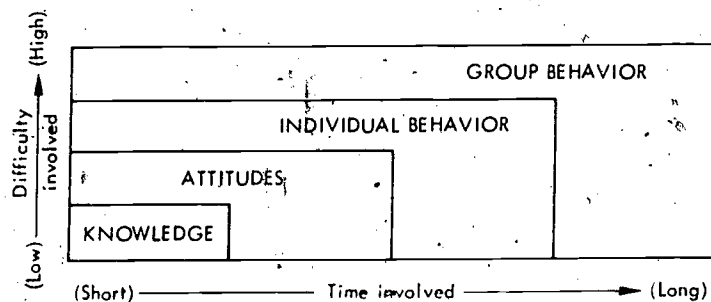 (High)
Difficulty
involved
(Low)
GROUP BEHAVIOR
INDIVIDUAL BEHAVIOR
ATTITUDES
KNOWLEDGE
(Short) Time involved (Long)